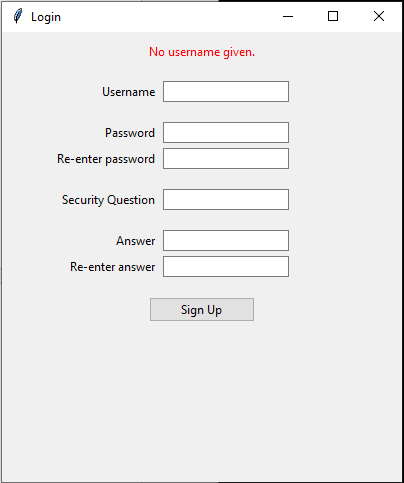 Login
No username given.
Username
Password
Re-enter password
Security Question
Answer
Re-enter answer
Sign Up